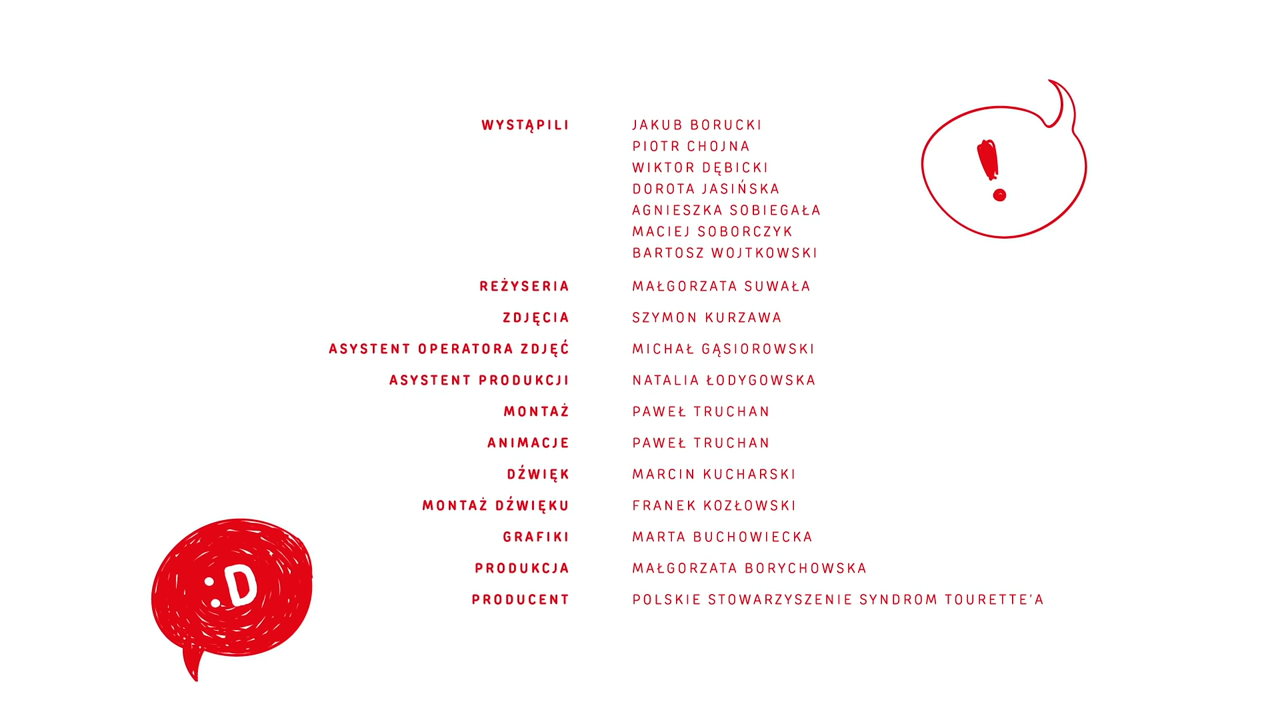 WYSTĄPILI JAKUB BORUCKI
PIOTR CHOJNA
WIKTOR DĘBICKI
DOROTA JASIŃSKA
AGNIESZKA SOBIEGAŁA
MACIEJ SOBORCZYK
BARTOSZ WOJTKOWSKI
REŻYSERIA MAŁGORZATA SUWAŁA
ZDJĘCIA SZYMON KURZAWA
ASYSTENT OPERATORA ZDJĘĆ MICHAŁ GĄSIOROWSKI
ASYSTENT PRODUKCJI NATALIA ŁODYGOWSKA
MONTAŻ PAWEŁ TRUCHAN
ANIMACJE PAWEŁ TRUCHAN
DŹWIĘK MARCIN KUCHARSKI
MONTAŻ DŹWIĘKU FRANEK KOZŁOWSKI
GRAFIKI MARTA BUCHOWIECKA
PRODUKCJA MAŁGORZATA BORYCHOWSKA
PRODUCENT POLSKIE STOWARZYSZENIE SYNDROM TOURETTE'A
!
:D